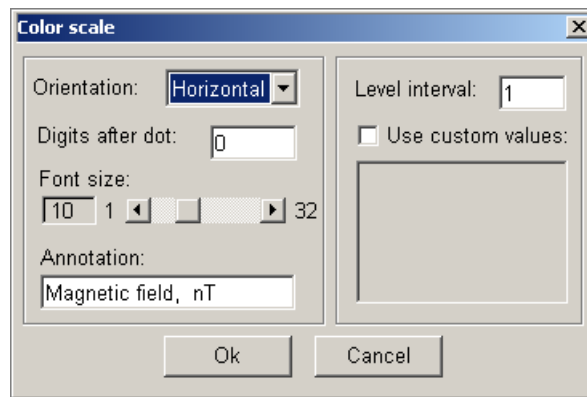 Color scale
Orientation: Horizontal
Digits after dot: 0
Font size:
10 1 32
Annotation:
Magnetic field, nT
Level interval: 1
Use custom values:
Ok Cancel